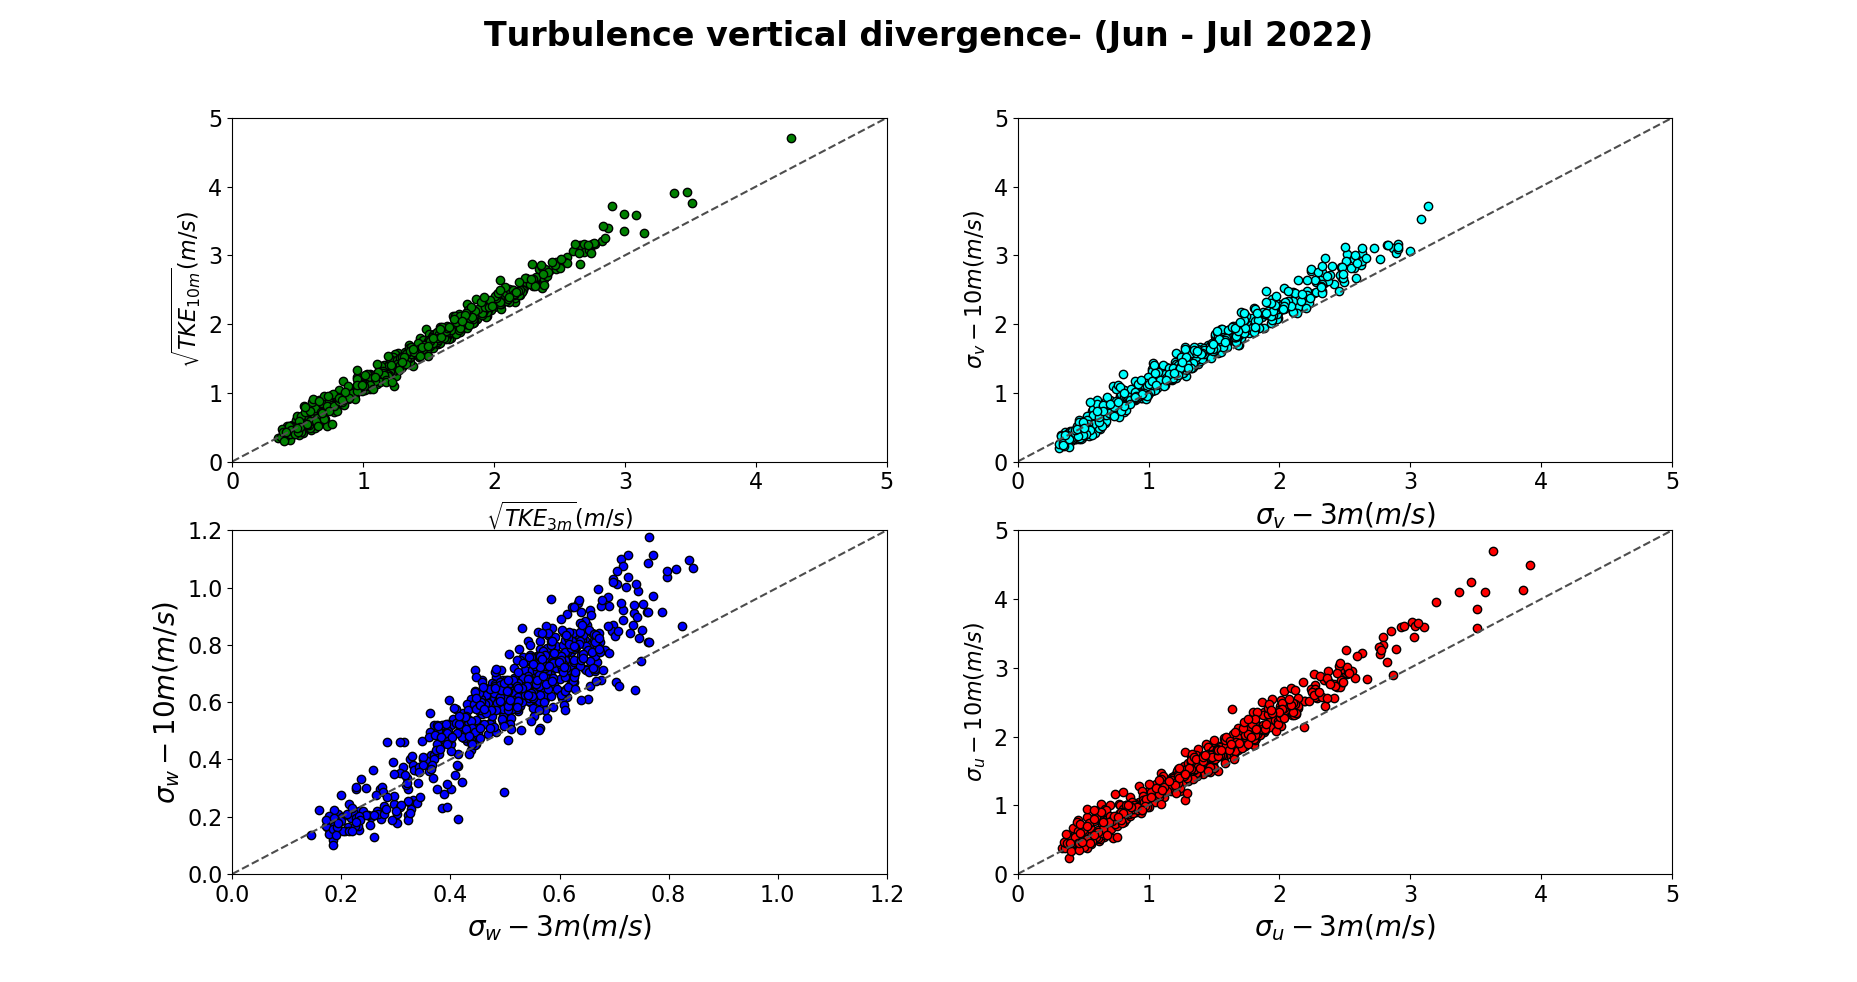 Turbulence vertical divergence- (Jun - Jul 2022)
5
4
3
2
1
0
√TKE₁₀ₘ(m/s)
0 1 2 3 4 5
√TKE₃ₘ(m/s)
5
4
3
2
1
0
σᵥ − 10m(m/s)
0 1 2 3 4 5
σᵥ − 3m(m/s)
1.2
1.0
0.8
0.6
0.4
0.2
0.0
σ_w − 10m(m/s)
0.0 0.2 0.4 0.6 0.8 1.0 1.2
σ_w − 3m(m/s)
5
4
3
2
1
0
σᵤ − 10m(m/s)
0 1 2 3 4 5
σᵤ − 3m(m/s)